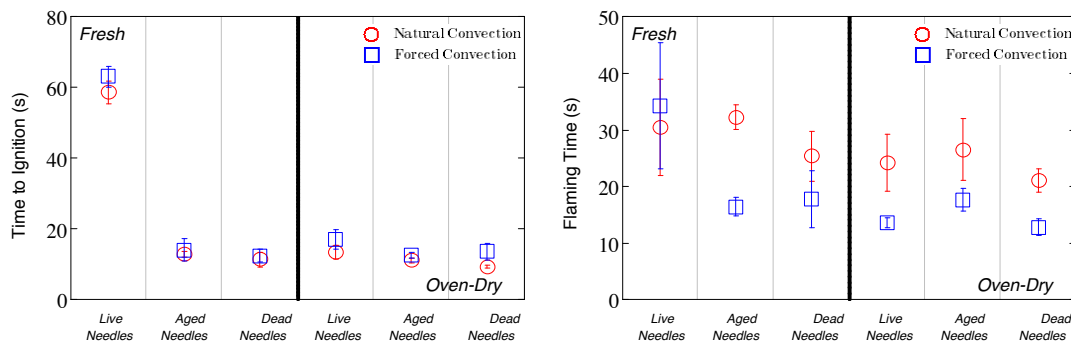 80
60
40
20
0
Time to Ignition (s)
Fresh
Natural Convection
Forced Convection
Oven-Dry
Live Aged Dead Live Aged Dead
Needles Needles Needles Needles Needles Needles
50
40
30
20
10
0
Flaming Time (s)
Fresh
Natural Convection
Forced Convection
Oven-Dry
Live Aged Dead Live Aged Dead
Needles Needles Needles Needles Needles Needles